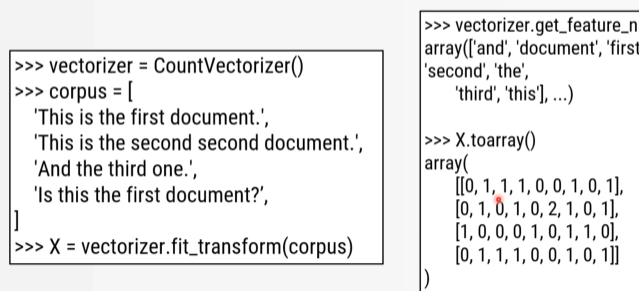 >>> vectorizer = CountVectorizer()
>>> corpus = [
'This is the first document.',
'This is the second second document.',
'And the third one.',
'Is this the first document?',
]
>>> X = vectorizer.fit_transform(corpus)
>>> vectorizer.get_feature_n
array(['and', 'document', 'first
'second', 'the',
'third', 'this'], ...)
>>> X.toarray()
array(
[[0, 1, 1, 1, 0, 0, 1, 0, 1],
[0, 1, 0, 1, 0, 2, 1, 0, 1],
[1, 0, 0, 0, 1, 0, 1, 1, 0],
[0, 1, 1, 1, 0, 0, 1, 0, 1]]
)